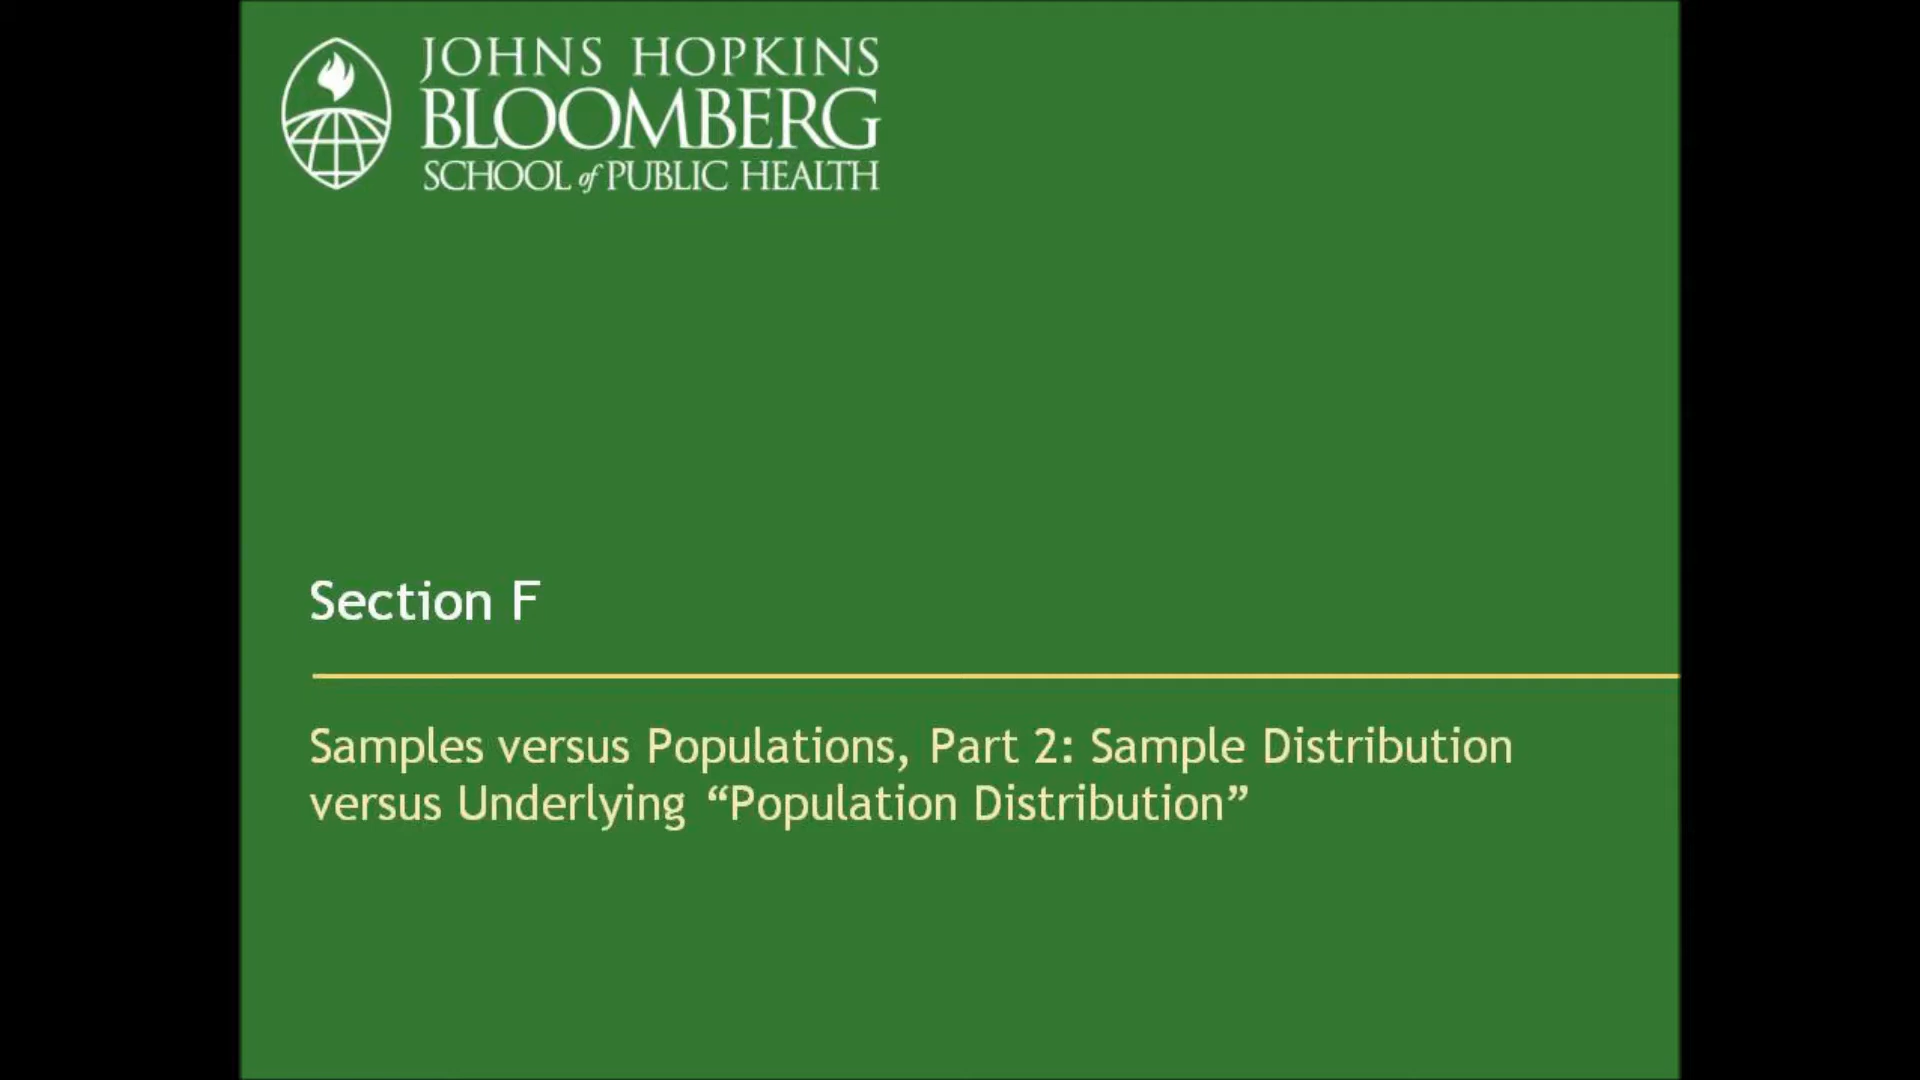 JOHNS HOPKINS
BLOOMBERG
SCHOOL of PUBLIC HEALTH
Section F
Samples versus Populations, Part 2: Sample Distribution
versus Underlying “Population Distribution”